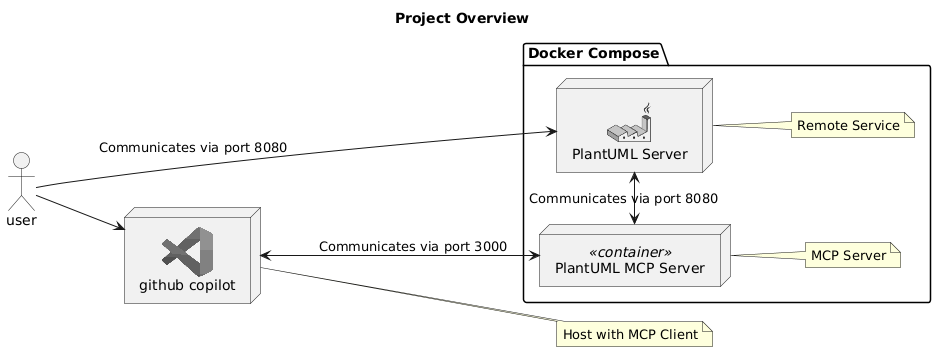 Project Overview
Docker Compose
PlantUML Server
Remote Service
Communicates via port 8080
user
Communicates via port 8080
github copilot
Communicates via port 3000
«container»
PlantUML MCP Server
MCP Server
Host with MCP Client